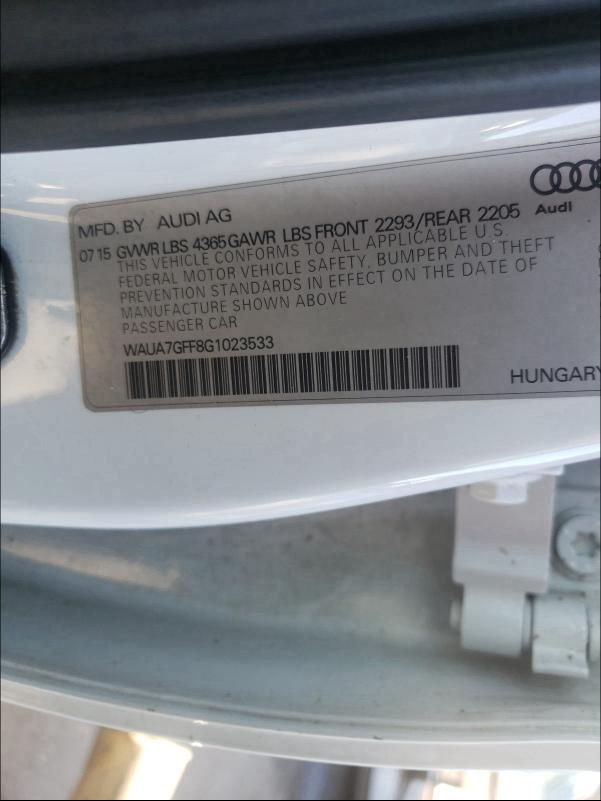 MFD. BY AUDI AG
Audi
07 15 GVWR LBS 4365 GAWR LBS FRONT 2293/REAR 2205
THIS VEHICLE CONFORMS TO ALL APPLICABLE U.S.
FEDERAL MOTOR VEHICLE SAFETY, BUMPER AND THEFT
PREVENTION STANDARDS IN EFFECT ON THE DATE OF
MANUFACTURE SHOWN ABOVE
PASSENGER CAR
WAUA7GFF8G1023533
HUNGARY